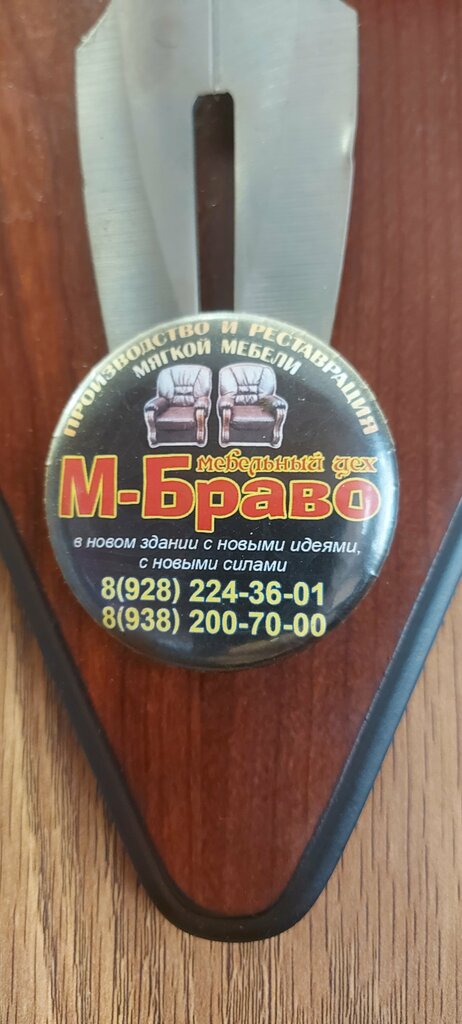 ПРОИЗВОДСТВО И РЕСТАВРАЦИЯ
МЯГКОЙ МЕБЕЛИ
мебельный цех
М-Браво
в новом здании с новыми идеями,
с новыми силами
8(928) 224-36-01
8(938) 200-70-00